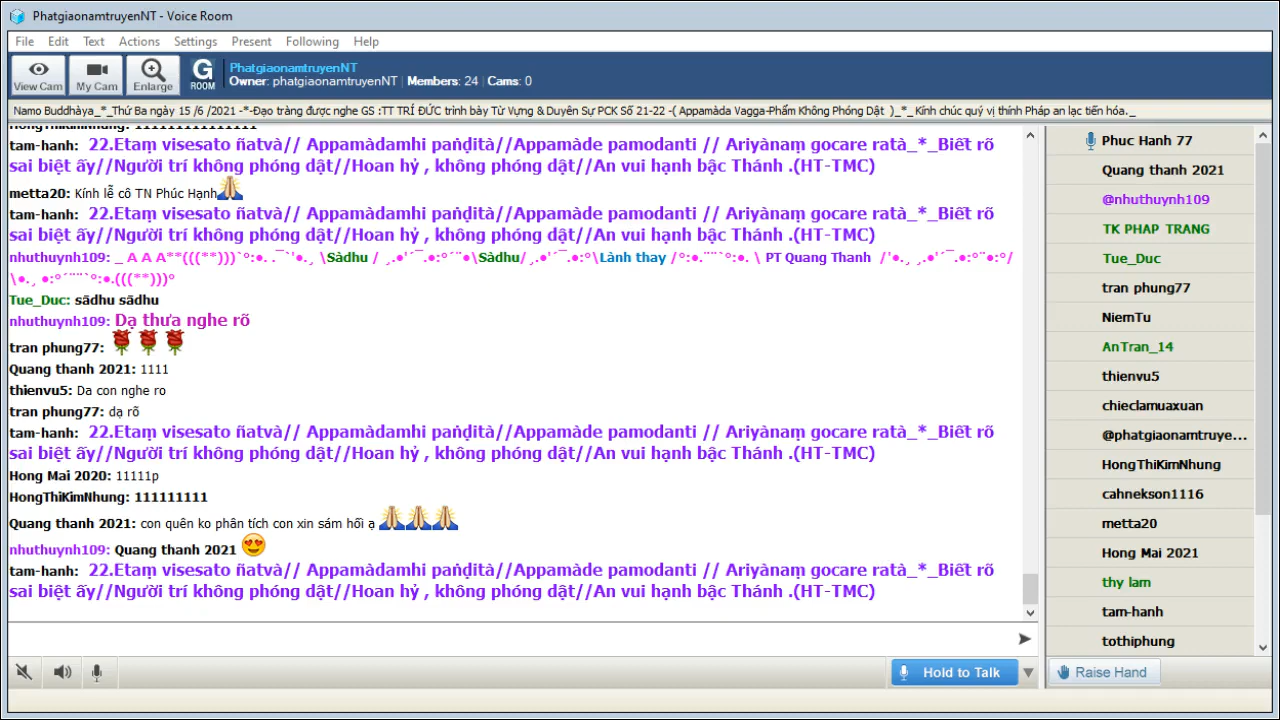 PhatgiaonamtruyenNT - Voice Room
File Edit Text Actions Settings Present Following Help
View Cam My Cam Enlarge G ROOM
PhatgiaonamtruyenNT
Owner: phatgiaonamtruyenNT | Members: 24 | Cams: 0
Namo Buddhàya_*_Thứ Ba ngày 15 /6 /2021 -*-Đạo tràng được nghe GS :TT TRÍ ĐỨC trình bày Từ Vựng & Duyên Sự PCK Số 21-22 -( Appamàda Vagga-Phẩm Không Phóng Dật )_*_ Kính chúc quý vị thính Pháp an lạc tiến hóa._
tam-hanh: 22.Etaṃ visesato ñatvà// Appamàdamhi paṅḍità//Appamàde pamodanti // Ariyànaṃ gocare ratà_*_Biết rõ
sai biệt ấy//Người trí không phóng dật//Hoan hỷ , không phóng dật//An vui hạnh bậc Thánh .(HT-TMC)
metta20: Kính lễ cô TN Phúc Hạnh
tam-hanh: 22.Etaṃ visesato ñatvà// Appamàdamhi paṅḍità//Appamàde pamodanti // Ariyànaṃ gocare ratà_*_Biết rõ
sai biệt ấy//Người trí không phóng dật//Hoan hỷ , không phóng dật//An vui hạnh bậc Thánh .(HT-TMC)
nhuthuynh109: _ A A A**(((**)))`°:•. .¯`'•.¸ \Sàdhu / ¸.•'´¯.•:°´¨•\Sàdhu/¸.•'´¯.•:°\Lành thay /°:•.¨¨`°:•. \ PT Quang Thanh /'•.¸ ¸.•'´¯.•:°¨•:°/
\•.¸ •:°´¨¨`°:•.(((**)))°
Tue_Duc: sādhu sādhu
nhuthuynh109: Dạ thưa nghe rõ
tran phung77:
Quang thanh 2021: 1111
thienvu5: Da con nghe ro
tran phung77: dạ rõ
tam-hanh: 22.Etaṃ visesato ñatvà// Appamàdamhi paṅḍità//Appamàde pamodanti // Ariyànaṃ gocare ratà_*_Biết rõ
sai biệt ấy//Người trí không phóng dật//Hoan hỷ , không phóng dật//An vui hạnh bậc Thánh .(HT-TMC)
Hong Mai 2020: 11111p
HongThiKimNhung: 111111111
Quang thanh 2021: con quên ko phân tích con xin sám hối ạ
nhuthuynh109: Quang thanh 2021
tam-hanh: 22.Etaṃ visesato ñatvà// Appamàdamhi paṅḍità//Appamàde pamodanti // Ariyànaṃ gocare ratà_*_Biết rõ
sai biệt ấy//Người trí không phóng dật//Hoan hỷ , không phóng dật//An vui hạnh bậc Thánh .(HT-TMC)
Hold to Talk
Phuc Hanh 77
Quang thanh 2021
@nhuthuynh109
TK PHAP TRANG
Tue_Duc
tran phung77
NiemTu
AnTran_14
thienvu5
chieclamuaxuan
@phatgiaonamtruye...
HongThiKimNhung
cahnekson1116
metta20
Hong Mai 2021
thy lam
tam-hanh
tothiphung
Raise Hand